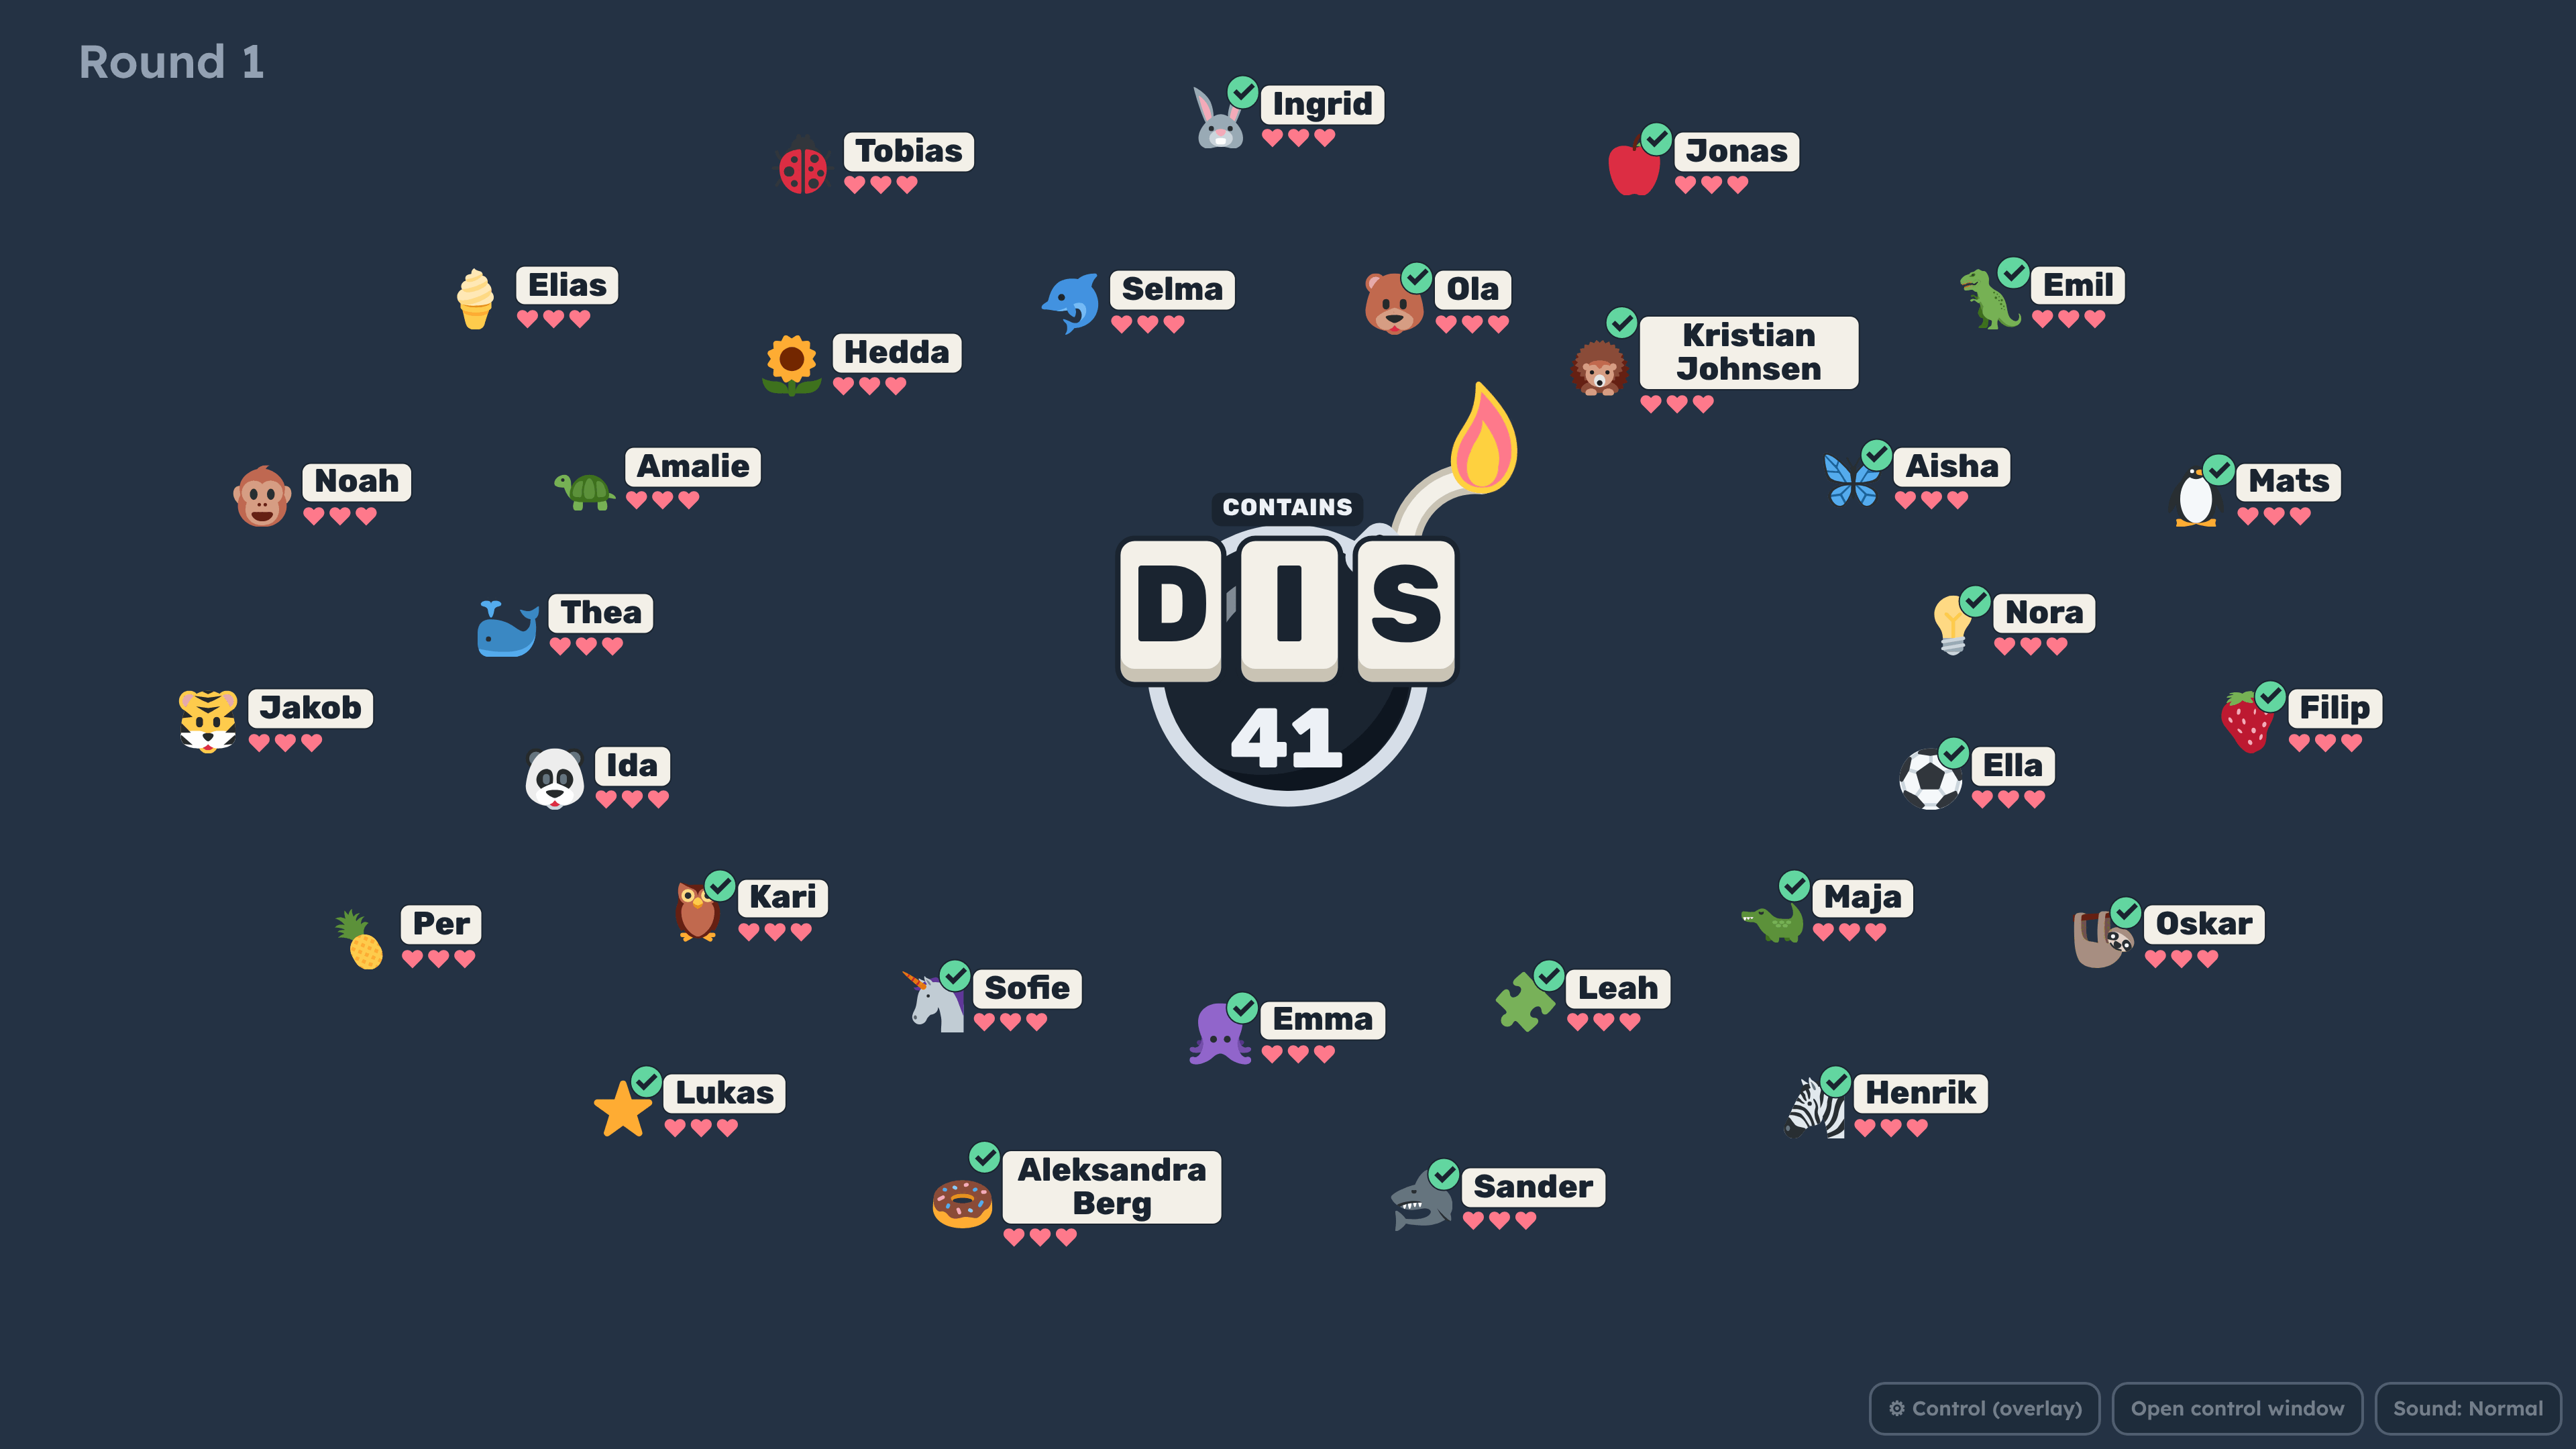 Round 1
Ingrid
Tobias
Jonas
Elias
Selma
Ola
Emil
Kristian
Johnsen
Hedda
Noah
Amalie
Aisha
Mats
CONTAINS
DIS
41
Thea
Nora
Jakob
Filip
Ida
Ella
Kari
Maja
Per
Oskar
Sofie
Leah
Emma
Lukas
Henrik
Aleksandra
Berg
Sander
Control (overlay)
Open control window
Sound: Normal